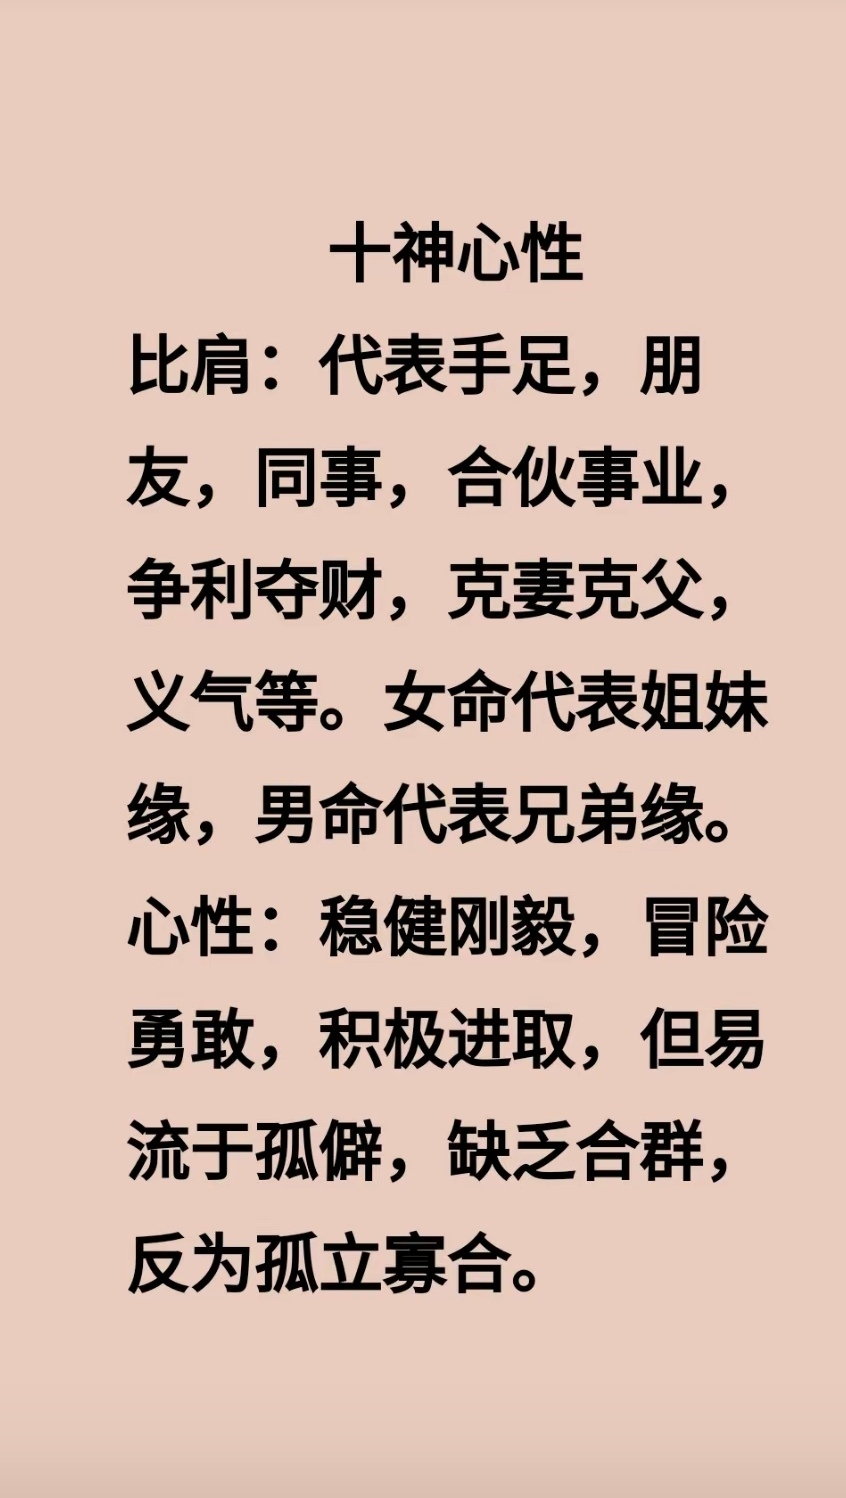 十神心性
比肩：代表手足，朋
友，同事，合伙事业，
争利夺财，克妻克父，
义气等。女命代表姐妹
缘，男命代表兄弟缘。
心性：稳健刚毅，冒险
勇敢，积极进取，但易
流于孤僻，缺乏合群，
反为孤立寡合。